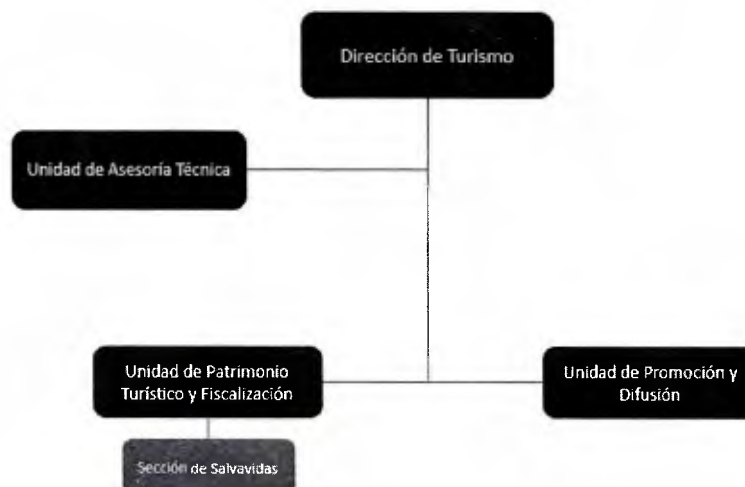 Dirección de Turismo
Unidad de Asesoría Técnica
Unidad de Patrimonio
Turístico y Fiscalización
Unidad de Promoción y
Difusión
Sección de Salvavidas